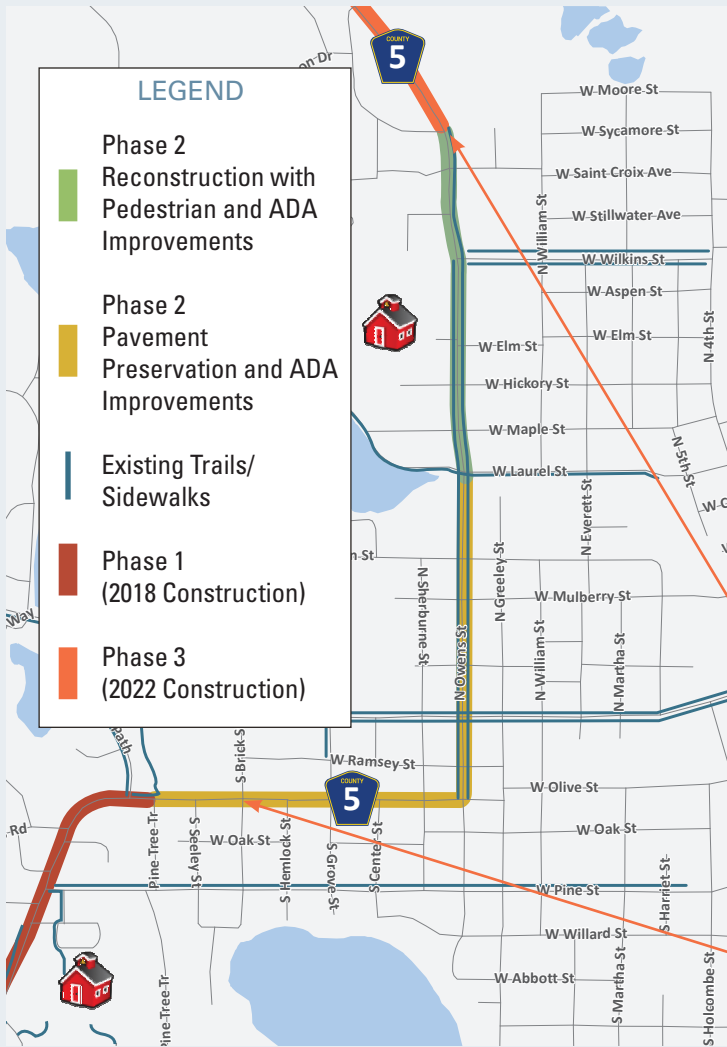 COUNTY
5
on-Dr
LEGEND
Phase 2
Reconstruction with
Pedestrian and ADA
Improvements
Phase 2
Pavement
Preservation and ADA
Improvements
Existing Trails/
Sidewalks
Phase 1
(2018 Construction)
Phase 3
(2022 Construction)
W Moore St
W Sycamore St
W Saint Croix Ave
N William St
W Stillwater Ave
W Wilkins St
W Aspen St
W Elm St
W Elm St
N 4th St
W Hickory St
W Maple St
N 5th St
W Laurel St
N Everett St
n St
N Sherburne St
N Greeley St
W Mulberry St
Way
N Owens St
N William St
N Martha St
Path
S Brick S
W Ramsey St
COUNTY
5
W Olive St
Rd
Pine Tree Tr
S Seeley St
W Oak St
S Hemlock St
S Grove St
S Center St
W Oak St
W Pine St
S Harriet St
W Willard St
W Abbott St
Pine Tree Tr
S Martha St
S Holcombe St